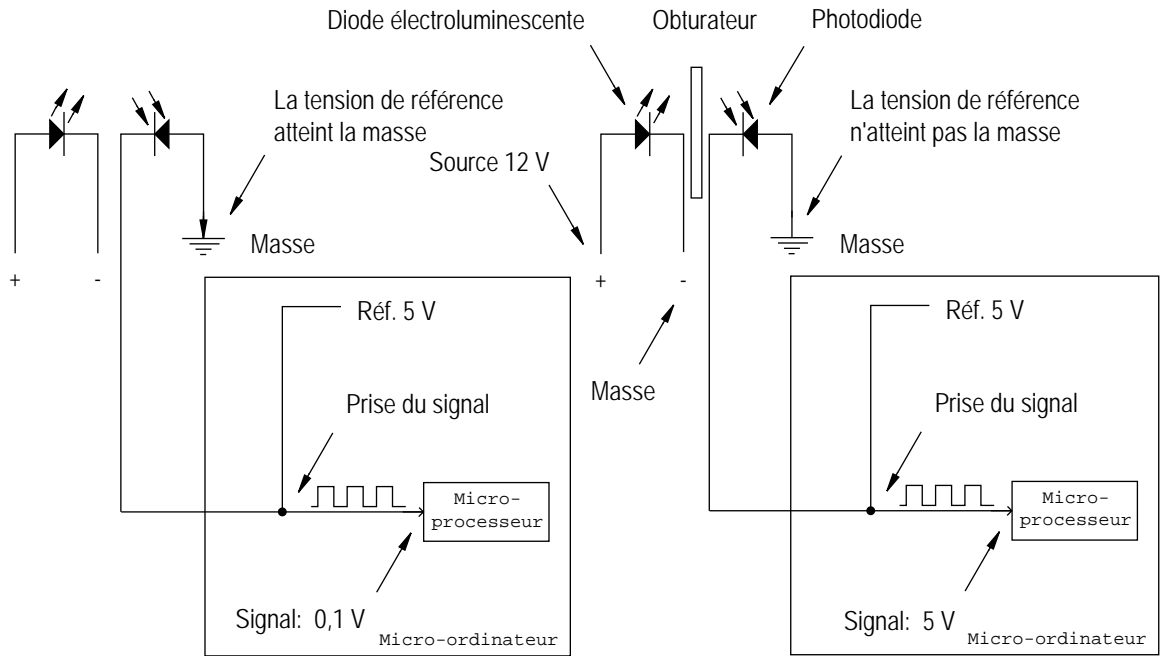 Diode électroluminescente
Obturateur
Photodiode
La tension de référence
atteint la masse
La tension de référence
n'atteint pas la masse
Source 12 V
Masse
Masse
+
-
+
-
Réf. 5 V
Réf. 5 V
Masse
Prise du signal
Prise du signal
Micro-
processeur
Micro-
processeur
Signal: 0,1 V
Signal: 5 V
Micro-ordinateur
Micro-ordinateur